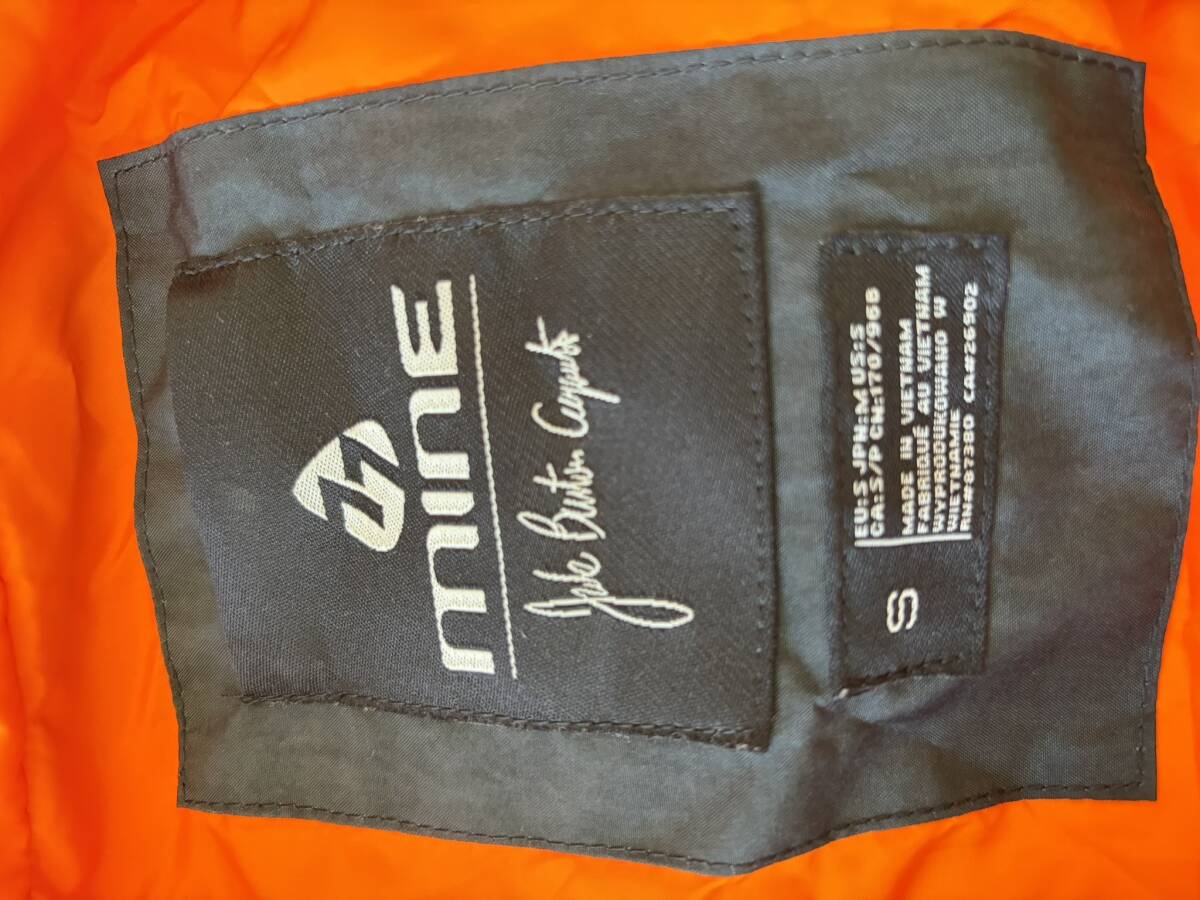 MINE
Jake Burton Carpenter
S
EU:S JPN:M US:S
CA:S/P CN:170/96B
MADE IN VIETNAM
FABRIQUÉ AU VIETNAM
WYPRODUKOWANO W
WIETNAMIE
RN#87380 CA#26902